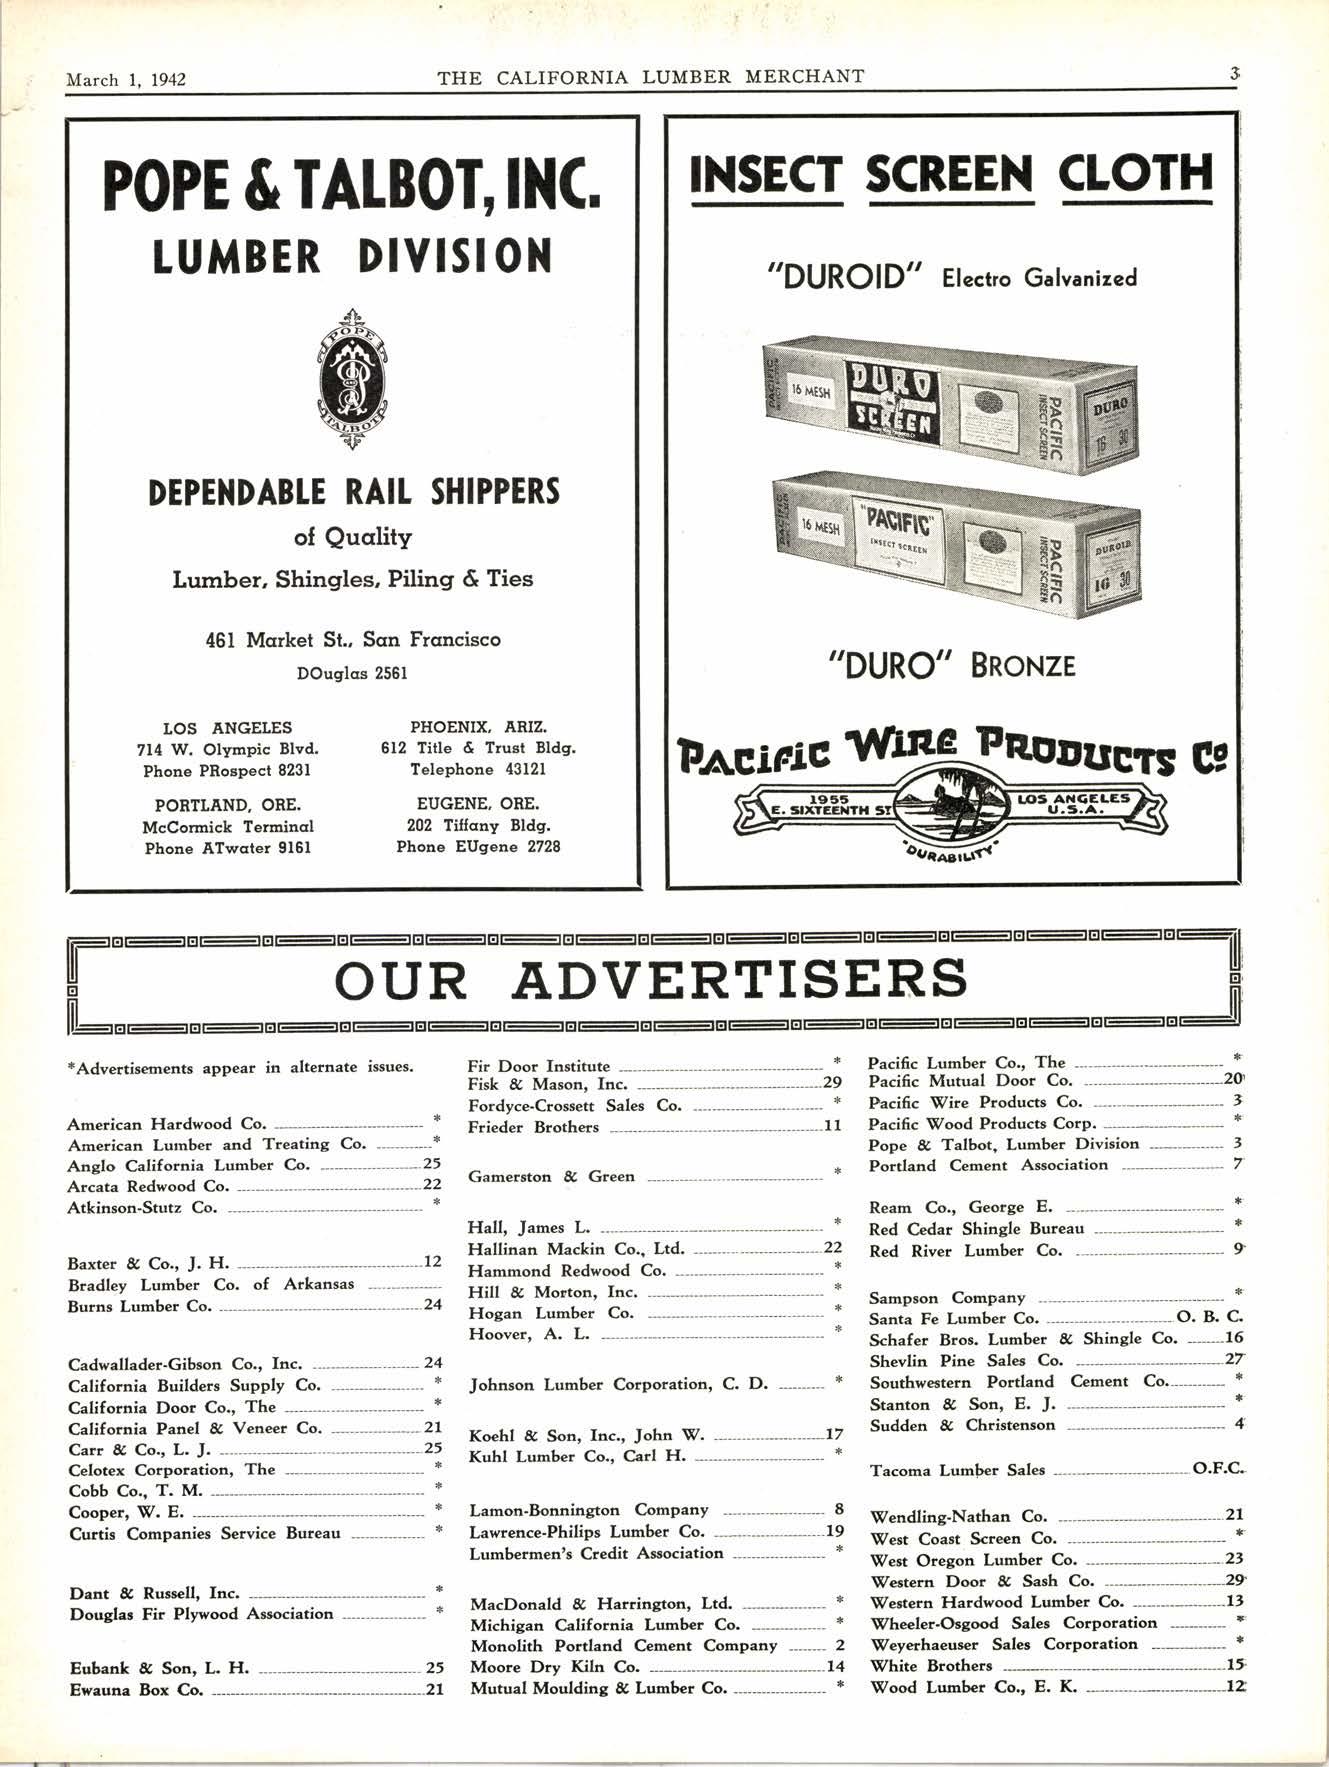 March 1, 1942
THE CALIFORNIA LUMBER MERCHANT
3
POPE & TALBOT, INC.
LUMBER DIVISION
POPE
AND
TALBOT
DEPENDABLE RAIL SHIPPERS
of Quality
Lumber, Shingles, Piling & Ties
461 Market St., San Francisco
DOuglas 2561
LOS ANGELES
714 W. Olympic Blvd.
Phone PRospect 8231
PHOENIX, ARIZ.
612 Title & Trust Bldg.
Telephone 43121
PORTLAND, ORE.
McCormick Terminal
Phone ATwater 9161
EUGENE, ORE.
202 Tiffany Bldg.
Phone EUgene 2728
INSECT SCREEN CLOTH
"DUROID" Electro Galvanized
PACIFIC
16 MESH
DURO
SCREEN
PACIFIC
INSECT SCREEN
DURO
16 30
PACIFIC
16 MESH
"PACIFIC"
INSECT SCREEN
PACIFIC
INSECT SCREEN
DUROID
16 30
"DURO" BRONZE
PACIFIC WIRE PRODUCTS Co
1955
E. SIXTEENTH ST
LOS ANGELES
U.S.A.
"DURABILITY"
OUR ADVERTISERS
*Advertisements appear in alternate issues.
American Hardwood Co. *
American Lumber and Treating Co. *
Anglo California Lumber Co. 25
Arcata Redwood Co. 22
Atkinson-Stutz Co. *
Baxter & Co., J. H. 12
Bradley Lumber Co. of Arkansas
Burns Lumber Co. 24
Cadwallader-Gibson Co., Inc. 24
California Builders Supply Co. *
California Door Co., The *
California Panel & Veneer Co. 21
Carr & Co., L. J. 25
Celotex Corporation, The *
Cobb Co., T. M. *
Cooper, W. E. *
Curtis Companies Service Bureau *
Dant & Russell, Inc. *
Douglas Fir Plywood Association *
Eubank & Son, L. H. 25
Ewauna Box Co. 21
Fir Door Institute *
Fisk & Mason, Inc. 29
Fordyce-Crossett Sales Co. *
Frieder Brothers 11
Gamerston & Green *
Hall, James L. *
Hallinan Mackin Co., Ltd. 22
Hammond Redwood Co. *
Hill & Morton, Inc. *
Hogan Lumber Co. *
Hoover, A. L. *
Johnson Lumber Corporation, C. D. *
Koehl & Son, Inc., John W. 17
Kuhl Lumber Co., Carl H. *
Lamon-Bonnington Company 8
Lawrence-Philips Lumber Co. 19
Lumbermen's Credit Association *
MacDonald & Harrington, Ltd. *
Michigan California Lumber Co. *
Monolith Portland Cement Company 2
Moore Dry Kiln Co. 14
Mutual Moulding & Lumber Co. *
Pacific Lumber Co., The *
Pacific Mutual Door Co. 20
Pacific Wire Products Co. 3
Pacific Wood Products Corp. *
Pope & Talbot, Lumber Division 3
Portland Cement Association 7
Ream Co., George E. *
Red Cedar Shingle Bureau *
Red River Lumber Co. 9
Sampson Company *
Santa Fe Lumber Co. O. B. C.
Schafer Bros. Lumber & Shingle Co. 16
Shevlin Pine Sales Co. 27
Southwestern Portland Cement Co. *
Stanton & Son, E. J. *
Sudden & Christenson 4
Tacoma Lumber Sales O.F.C.
Wendling-Nathan Co. 21
West Coast Screen Co. *
West Oregon Lumber Co. 23
Western Door & Sash Co. 29
Western Hardwood Lumber Co. 13
Wheeler-Osgood Sales Corporation *
Weyerhaeuser Sales Corporation *
White Brothers 15
Wood Lumber Co., E. K. 12